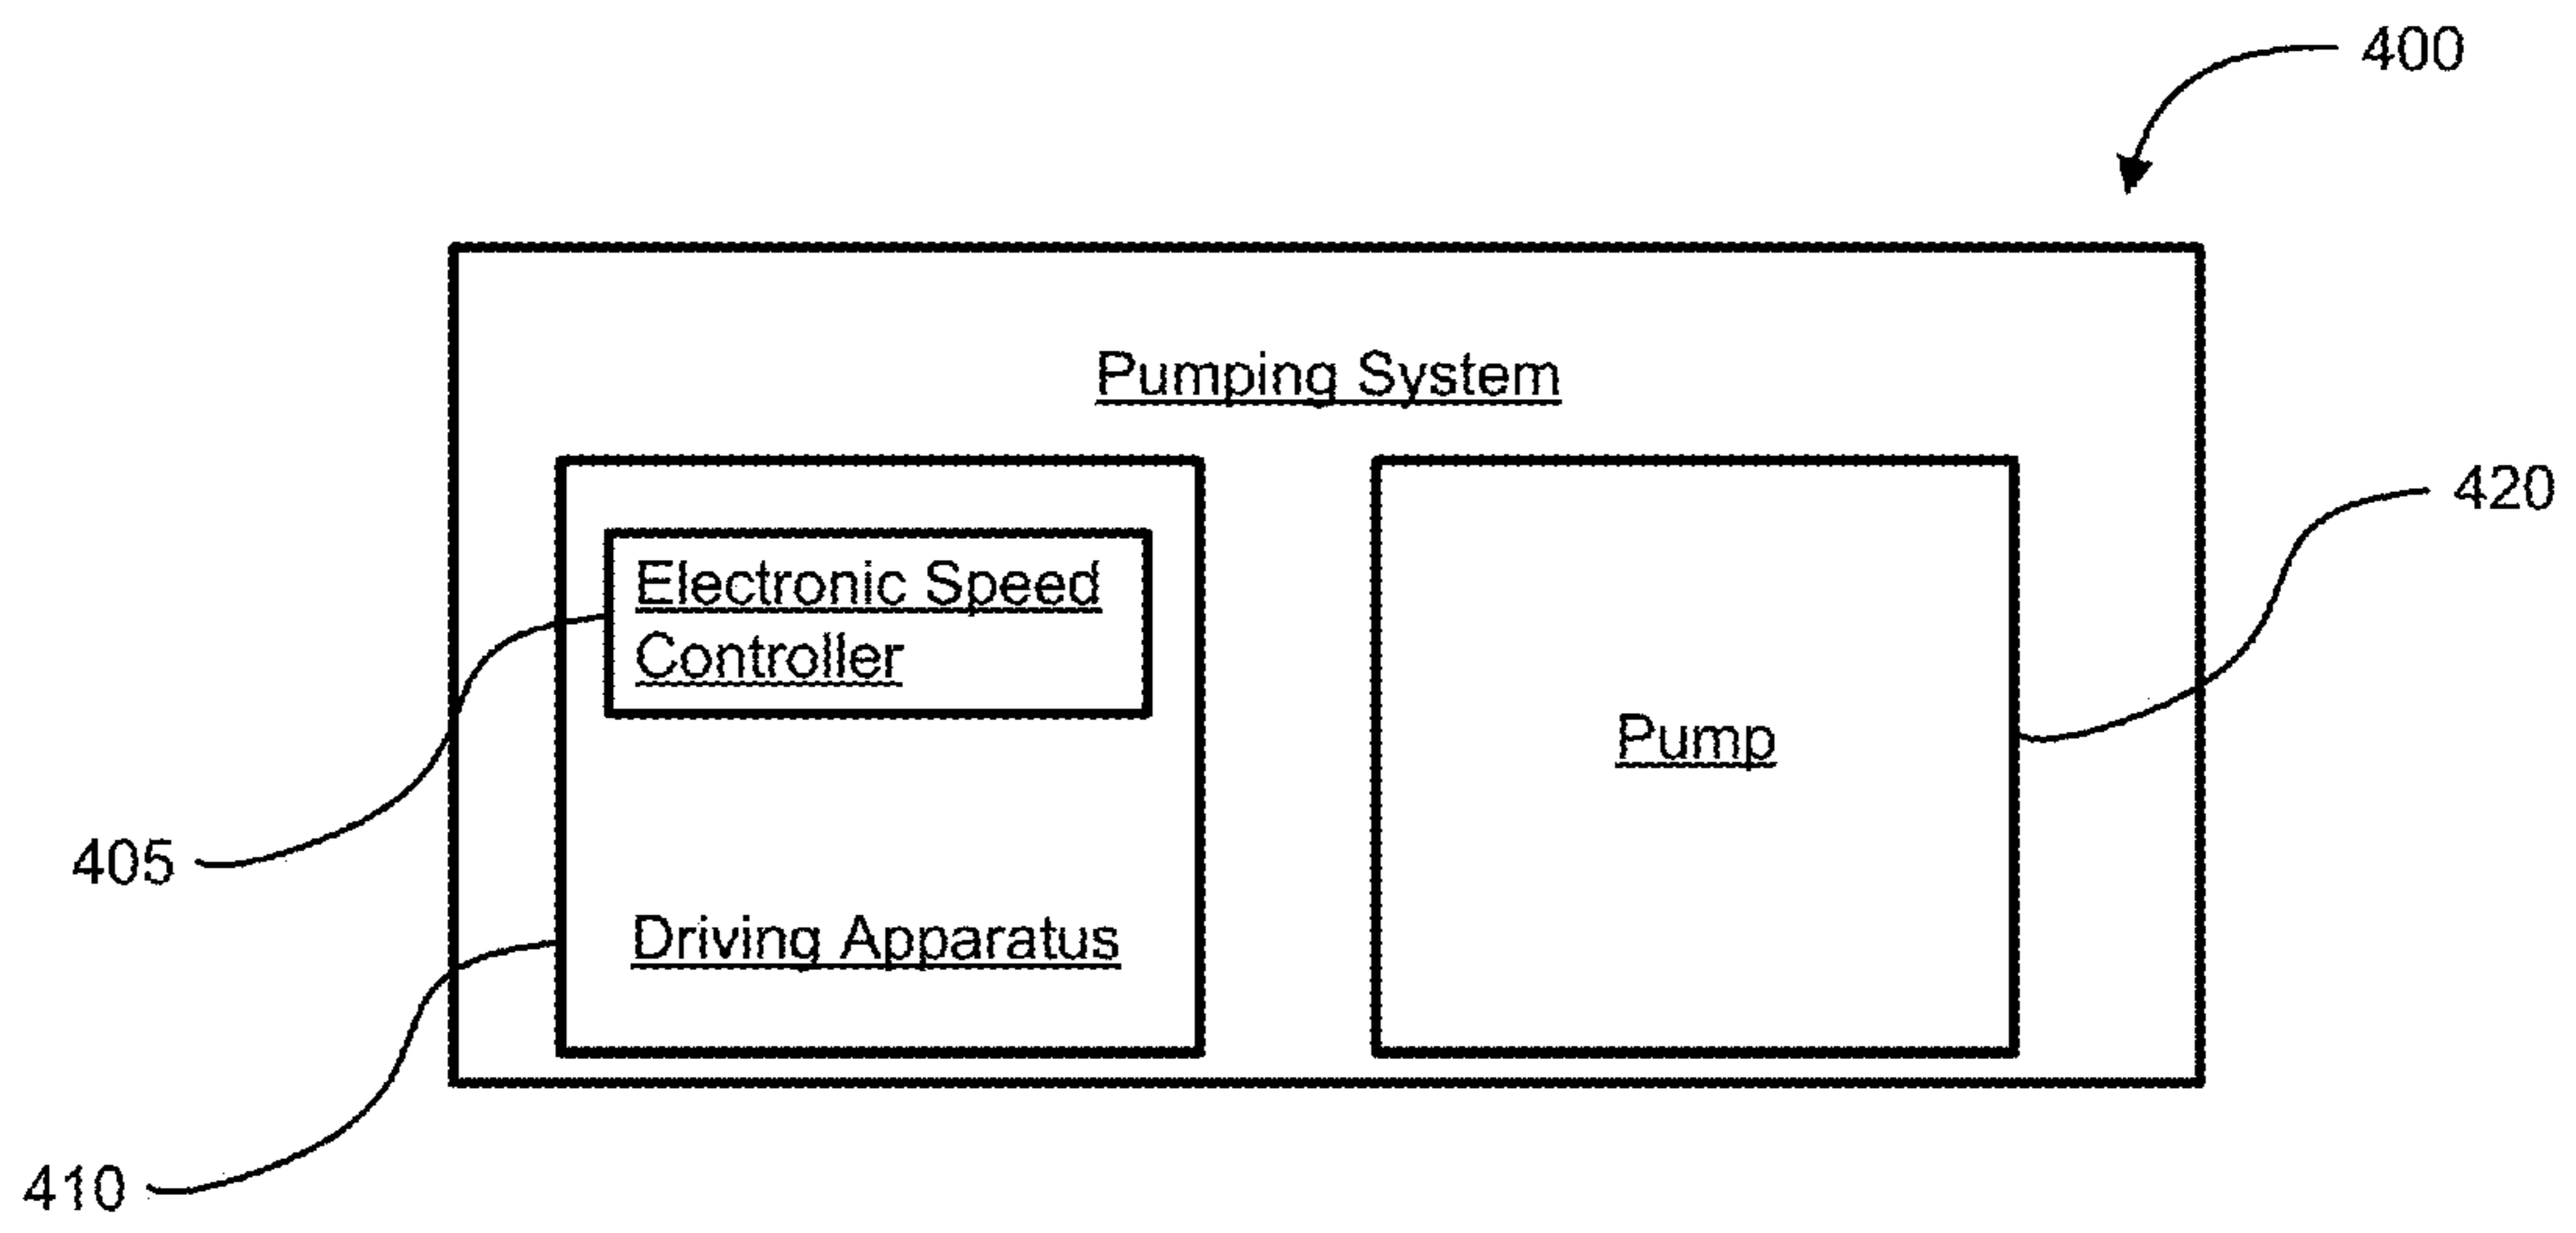 400
Pumping System
420
Electronic Speed
Controller
Pump
405
Driving Apparatus
410